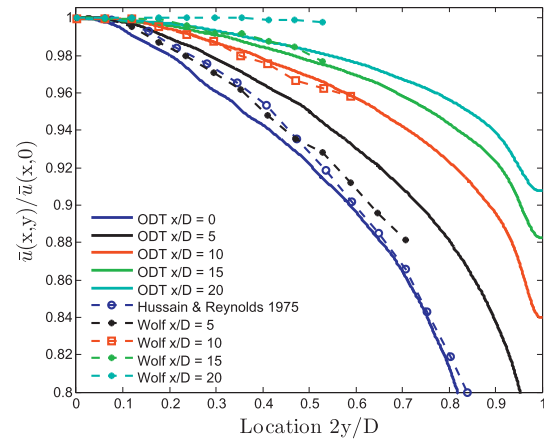 1
0.98
0.96
0.94
0.92
0.9
0.88
0.86
0.84
0.82
0.8
ū(x,y)/ū(x,0)
ODT x/D = 0
ODT x/D = 5
ODT x/D = 10
ODT x/D = 15
ODT x/D = 20
Hussain & Reynolds 1975
Wolf x/D = 5
Wolf x/D = 10
Wolf x/D = 15
Wolf x/D = 20
0 0.1 0.2 0.3 0.4 0.5 0.6 0.7 0.8 0.9 1
Location 2y/D